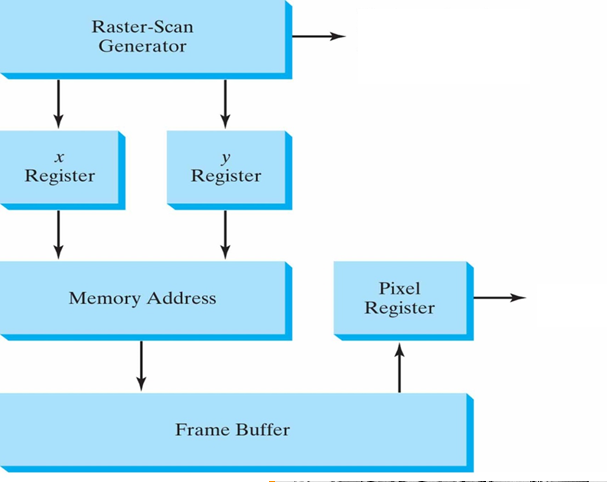 Raster-Scan
Generator
x
Register
y
Register
Memory Address
Pixel
Register
Frame Buffer